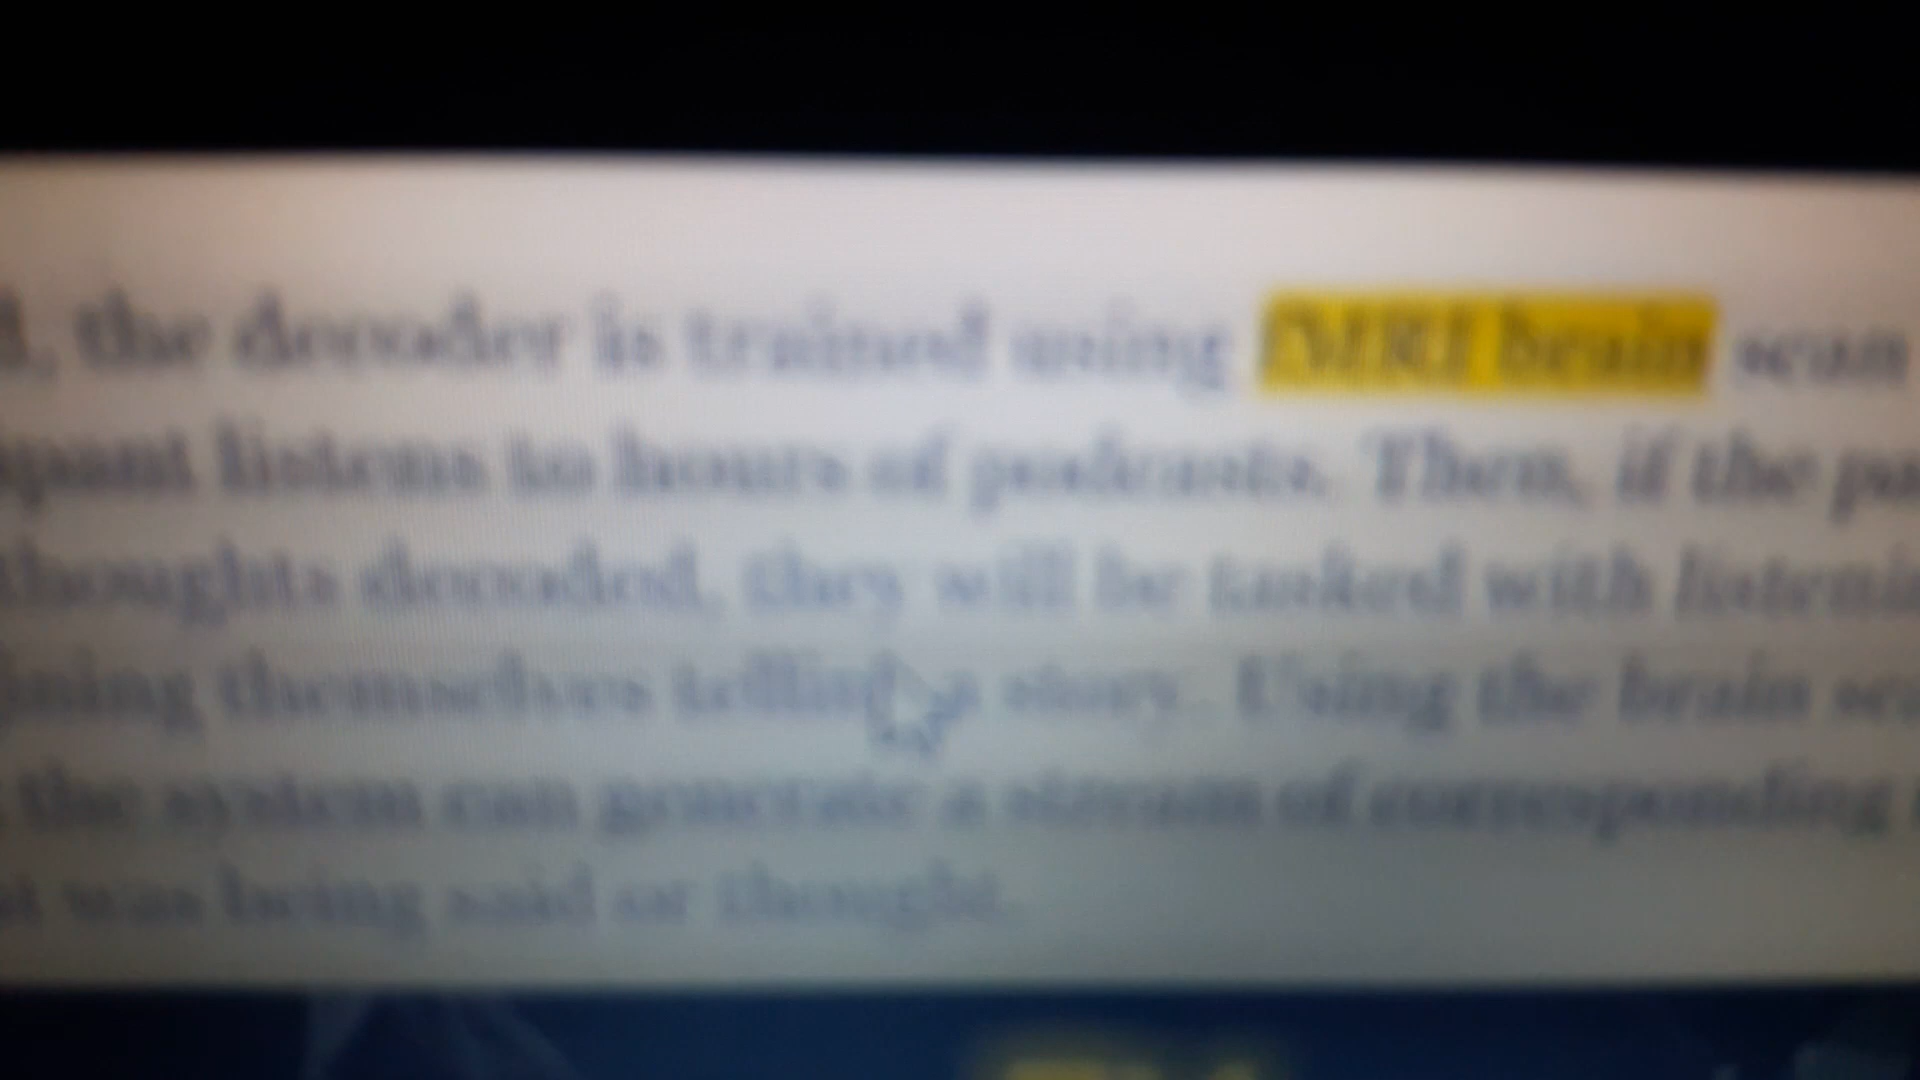 , the decoder is trained using fMRI brain scan
listens to hours of podcasts. Then, if the
thoughts decoded, they will be tasked with
themselves telling a story. Using the brain
the system can generate a stream of corresponding
was being said or thought.